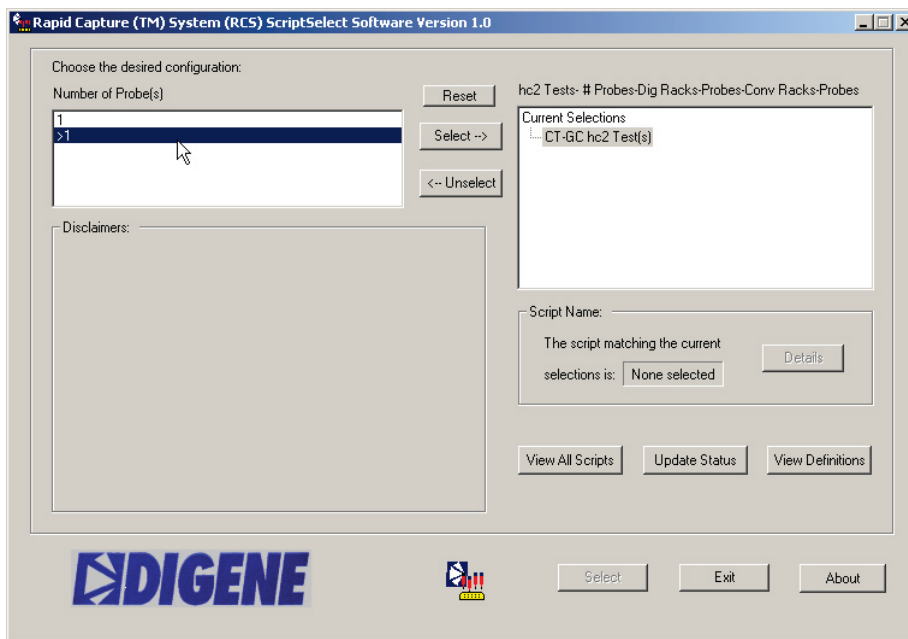 Rapid Capture (TM) System (RCS) ScriptSelect Software Version 1.0
Choose the desired configuration:
Number of Probe(s)
1
>1
Reset
Select -->
<-- Unselect
hc2 Tests- # Probes-Dig Racks-Probes-Conv Racks-Probes
Current Selections
CT-GC hc2 Test(s)
Disclaimers:
Script Name:
The script matching the current
selections is: None selected
Details
View All Scripts
Update Status
View Definitions
DIGENE
Select
Exit
About